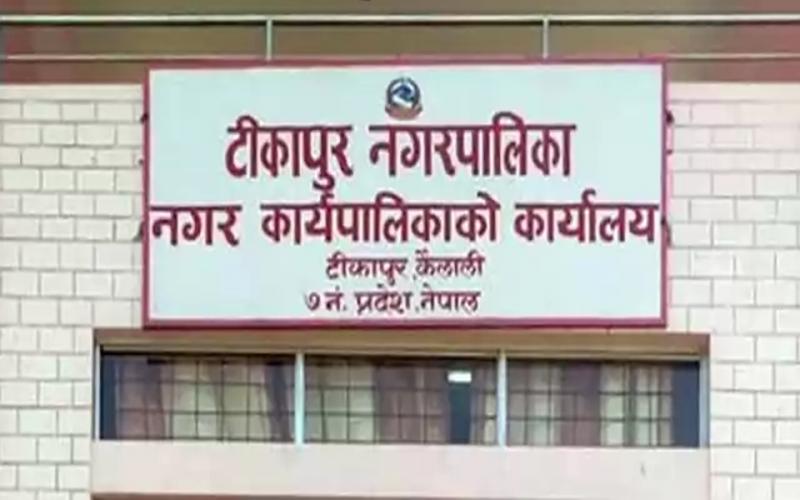 टीकापुर नगरपालिका
नगर कार्यपालिकाको कार्यालय
टीकापुर, कैलाली
७ नं. प्रदेश, नेपाल